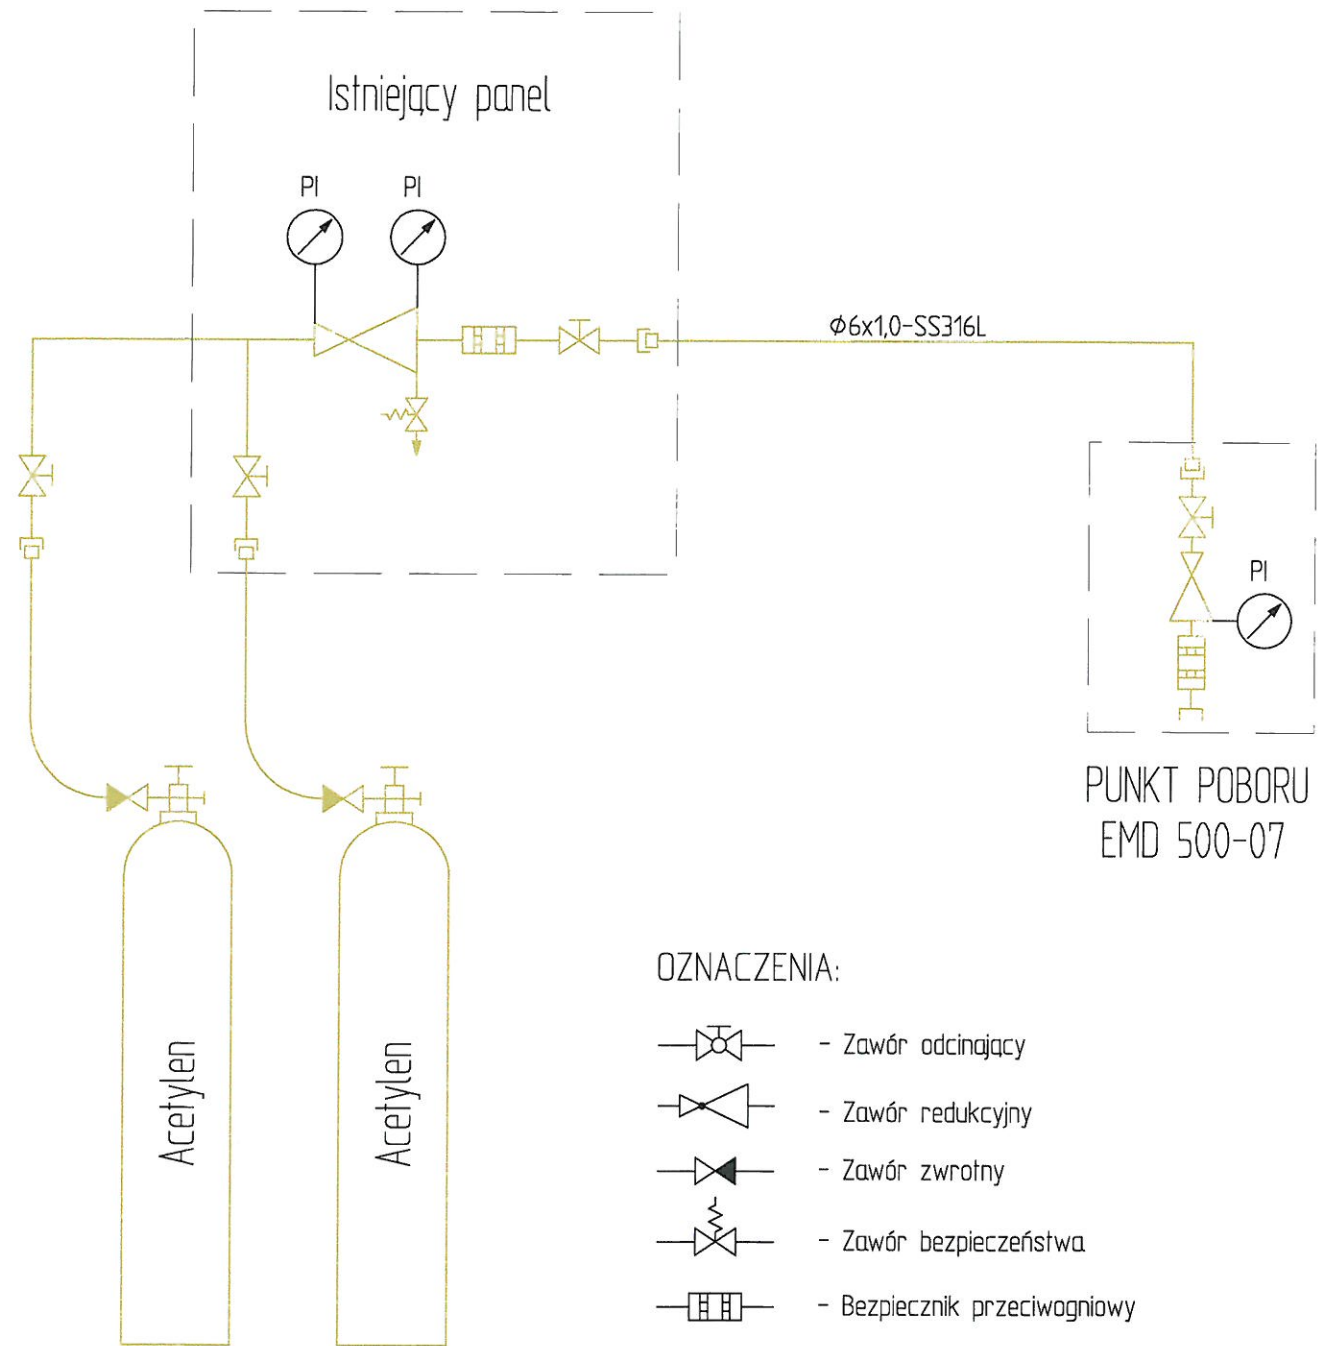 Istniejący panel
PI
PI
Φ6x1,0-SS316L
PI
PUNKT POBORU
EMD 500-07
Acetylen
Acetylen
OZNACZENIA:
- Zawór odcinający
- Zawór redukcyjny
- Zawór zwrotny
- Zawór bezpieczeństwa
- Bezpiecznik przeciwogniowy